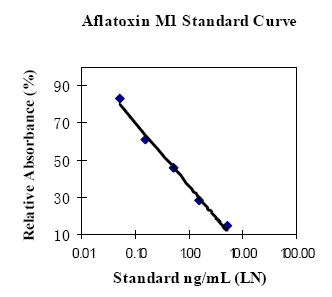 Aflatoxin M1 Standard Curve
Relative Absorbance (%)
90
70
50
30
10
0.01 0.10 1.00 10.00 100.00
Standard ng/mL (LN)